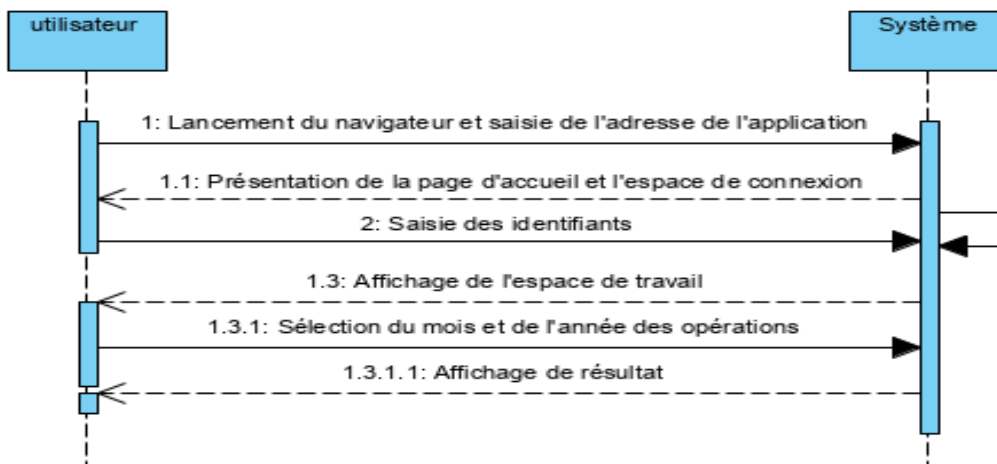 utilisateur
Système
1: Lancement du navigateur et saisie de l'adresse de l'application
1.1: Présentation de la page d'accueil et l'espace de connexion
2: Saisie des identifiants
1.3: Affichage de l'espace de travail
1.3.1: Sélection du mois et de l'année des opérations
1.3.1.1: Affichage de résultat